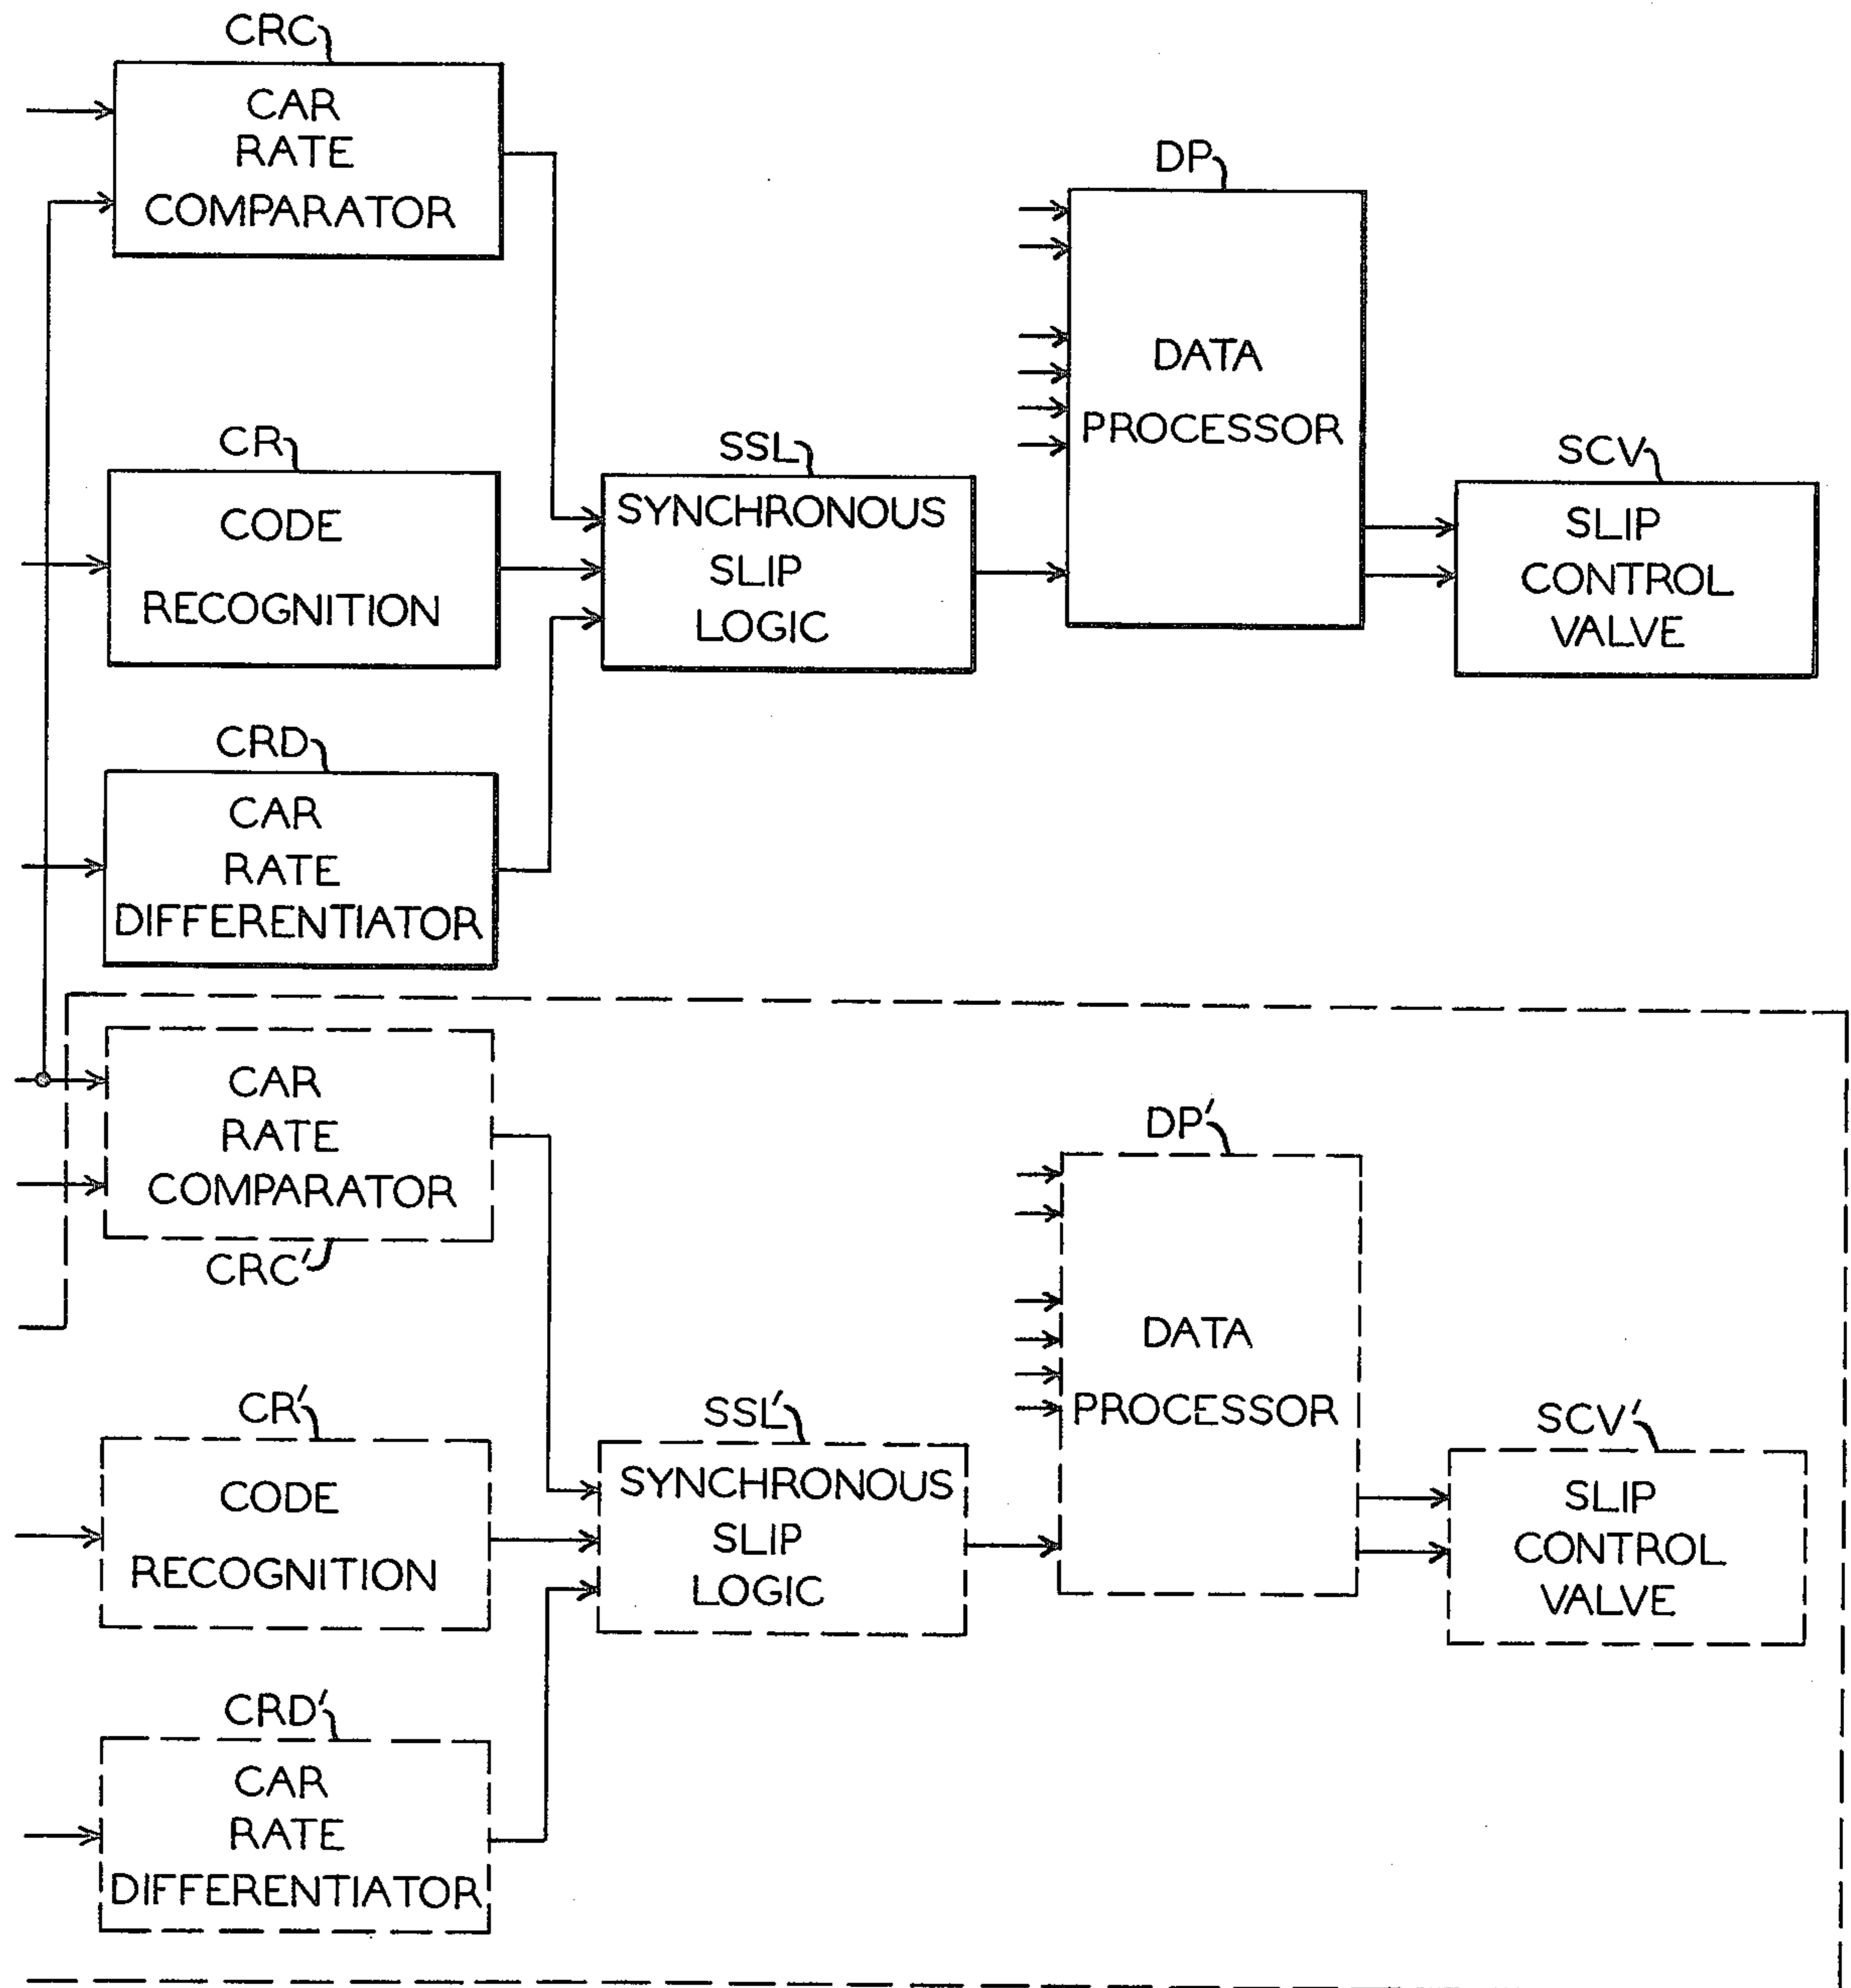 CRC
CAR
RATE
COMPARATOR
DP
DATA
PROCESSOR
CR
CODE
RECOGNITION
SSL
SYNCHRONOUS
SLIP
LOGIC
SCV
SLIP
CONTROL
VALVE
CRD
CAR
RATE
DIFFERENTIATOR
CAR
RATE
COMPARATOR
CRC'
DP'
DATA
PROCESSOR
CR'
CODE
RECOGNITION
SSL'
SYNCHRONOUS
SLIP
LOGIC
SCV'
SLIP
CONTROL
VALVE
CRD'
CAR
RATE
DIFFERENTIATOR